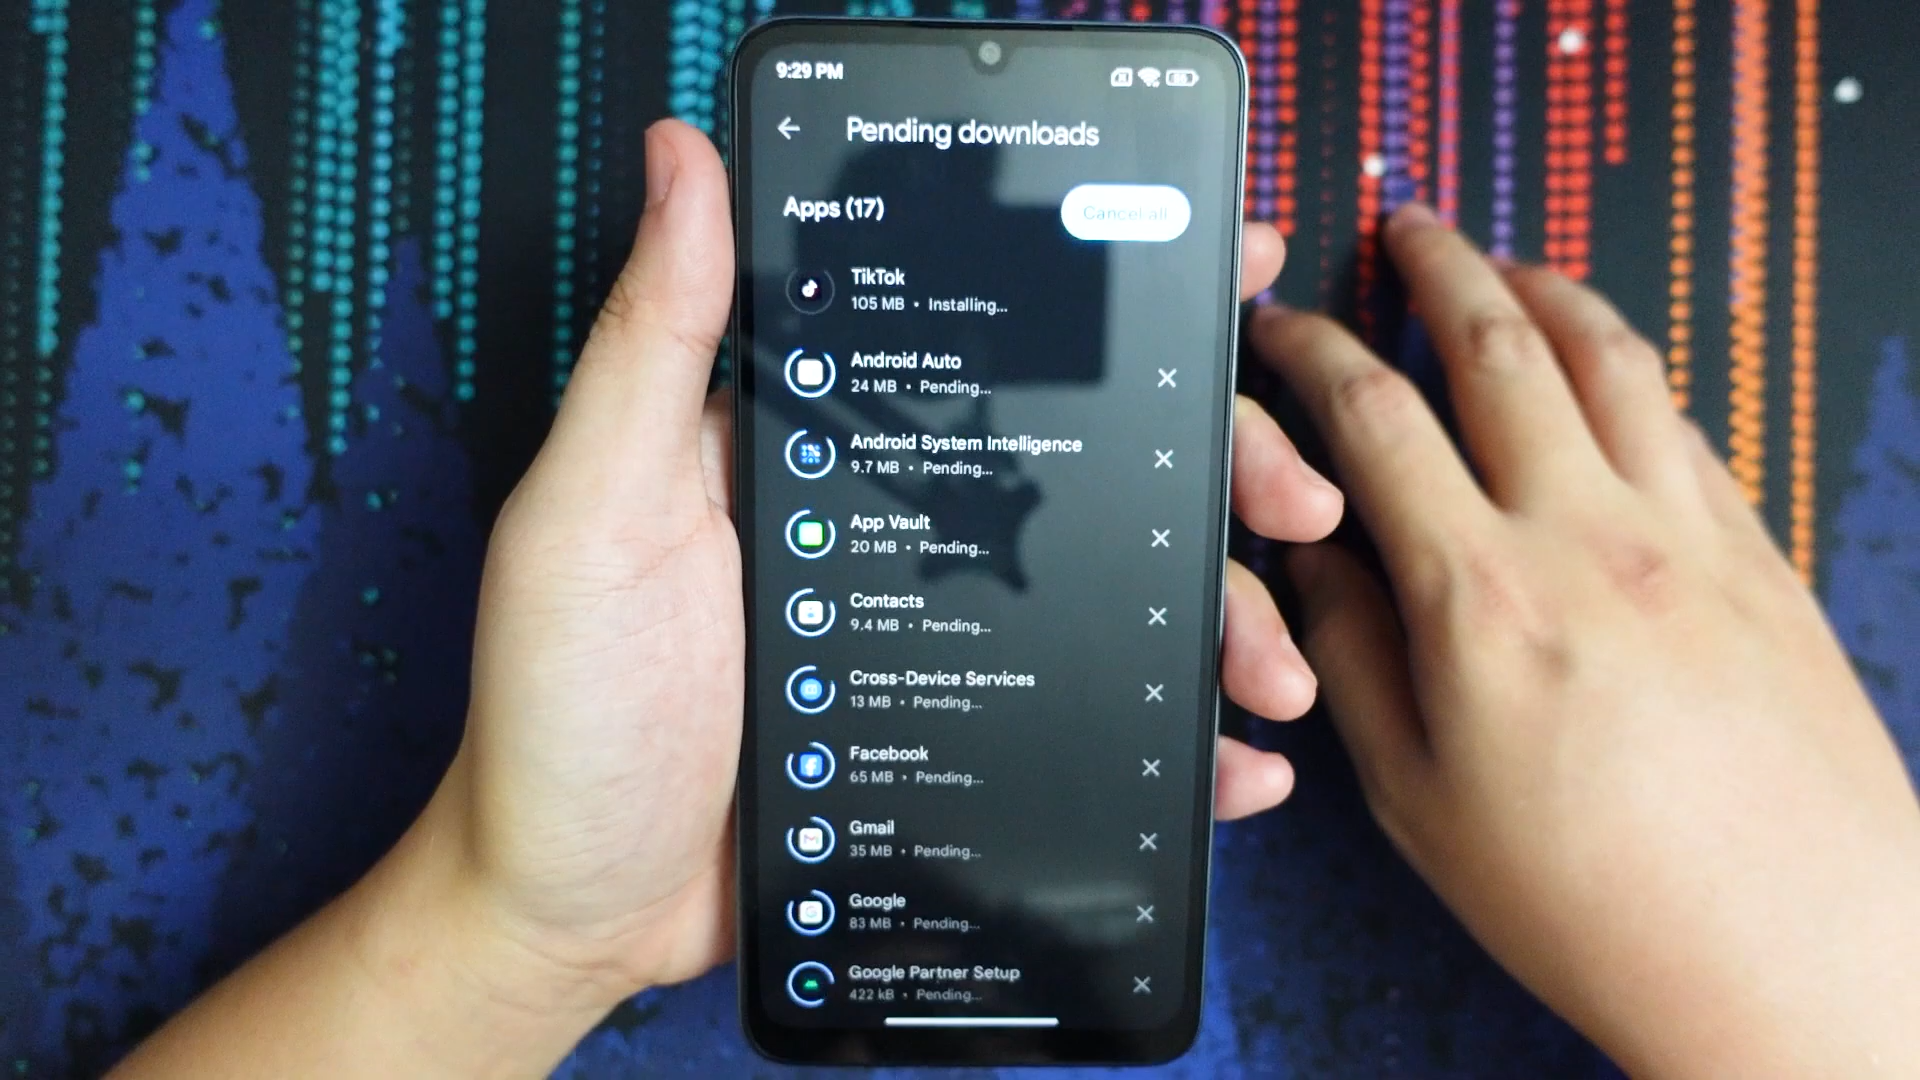 9:29 PM
Pending downloads
Apps (17)
Cancel all
TikTok
105 MB • Installing...
Android Auto
24 MB • Pending...
Android System Intelligence
9.7 MB • Pending...
App Vault
20 MB • Pending...
Contacts
9.4 MB • Pending...
Cross-Device Services
13 MB • Pending...
Facebook
65 MB • Pending...
Gmail
35 MB • Pending...
Google
83 MB • Pending...
Google Partner Setup
422 kB • Pending...